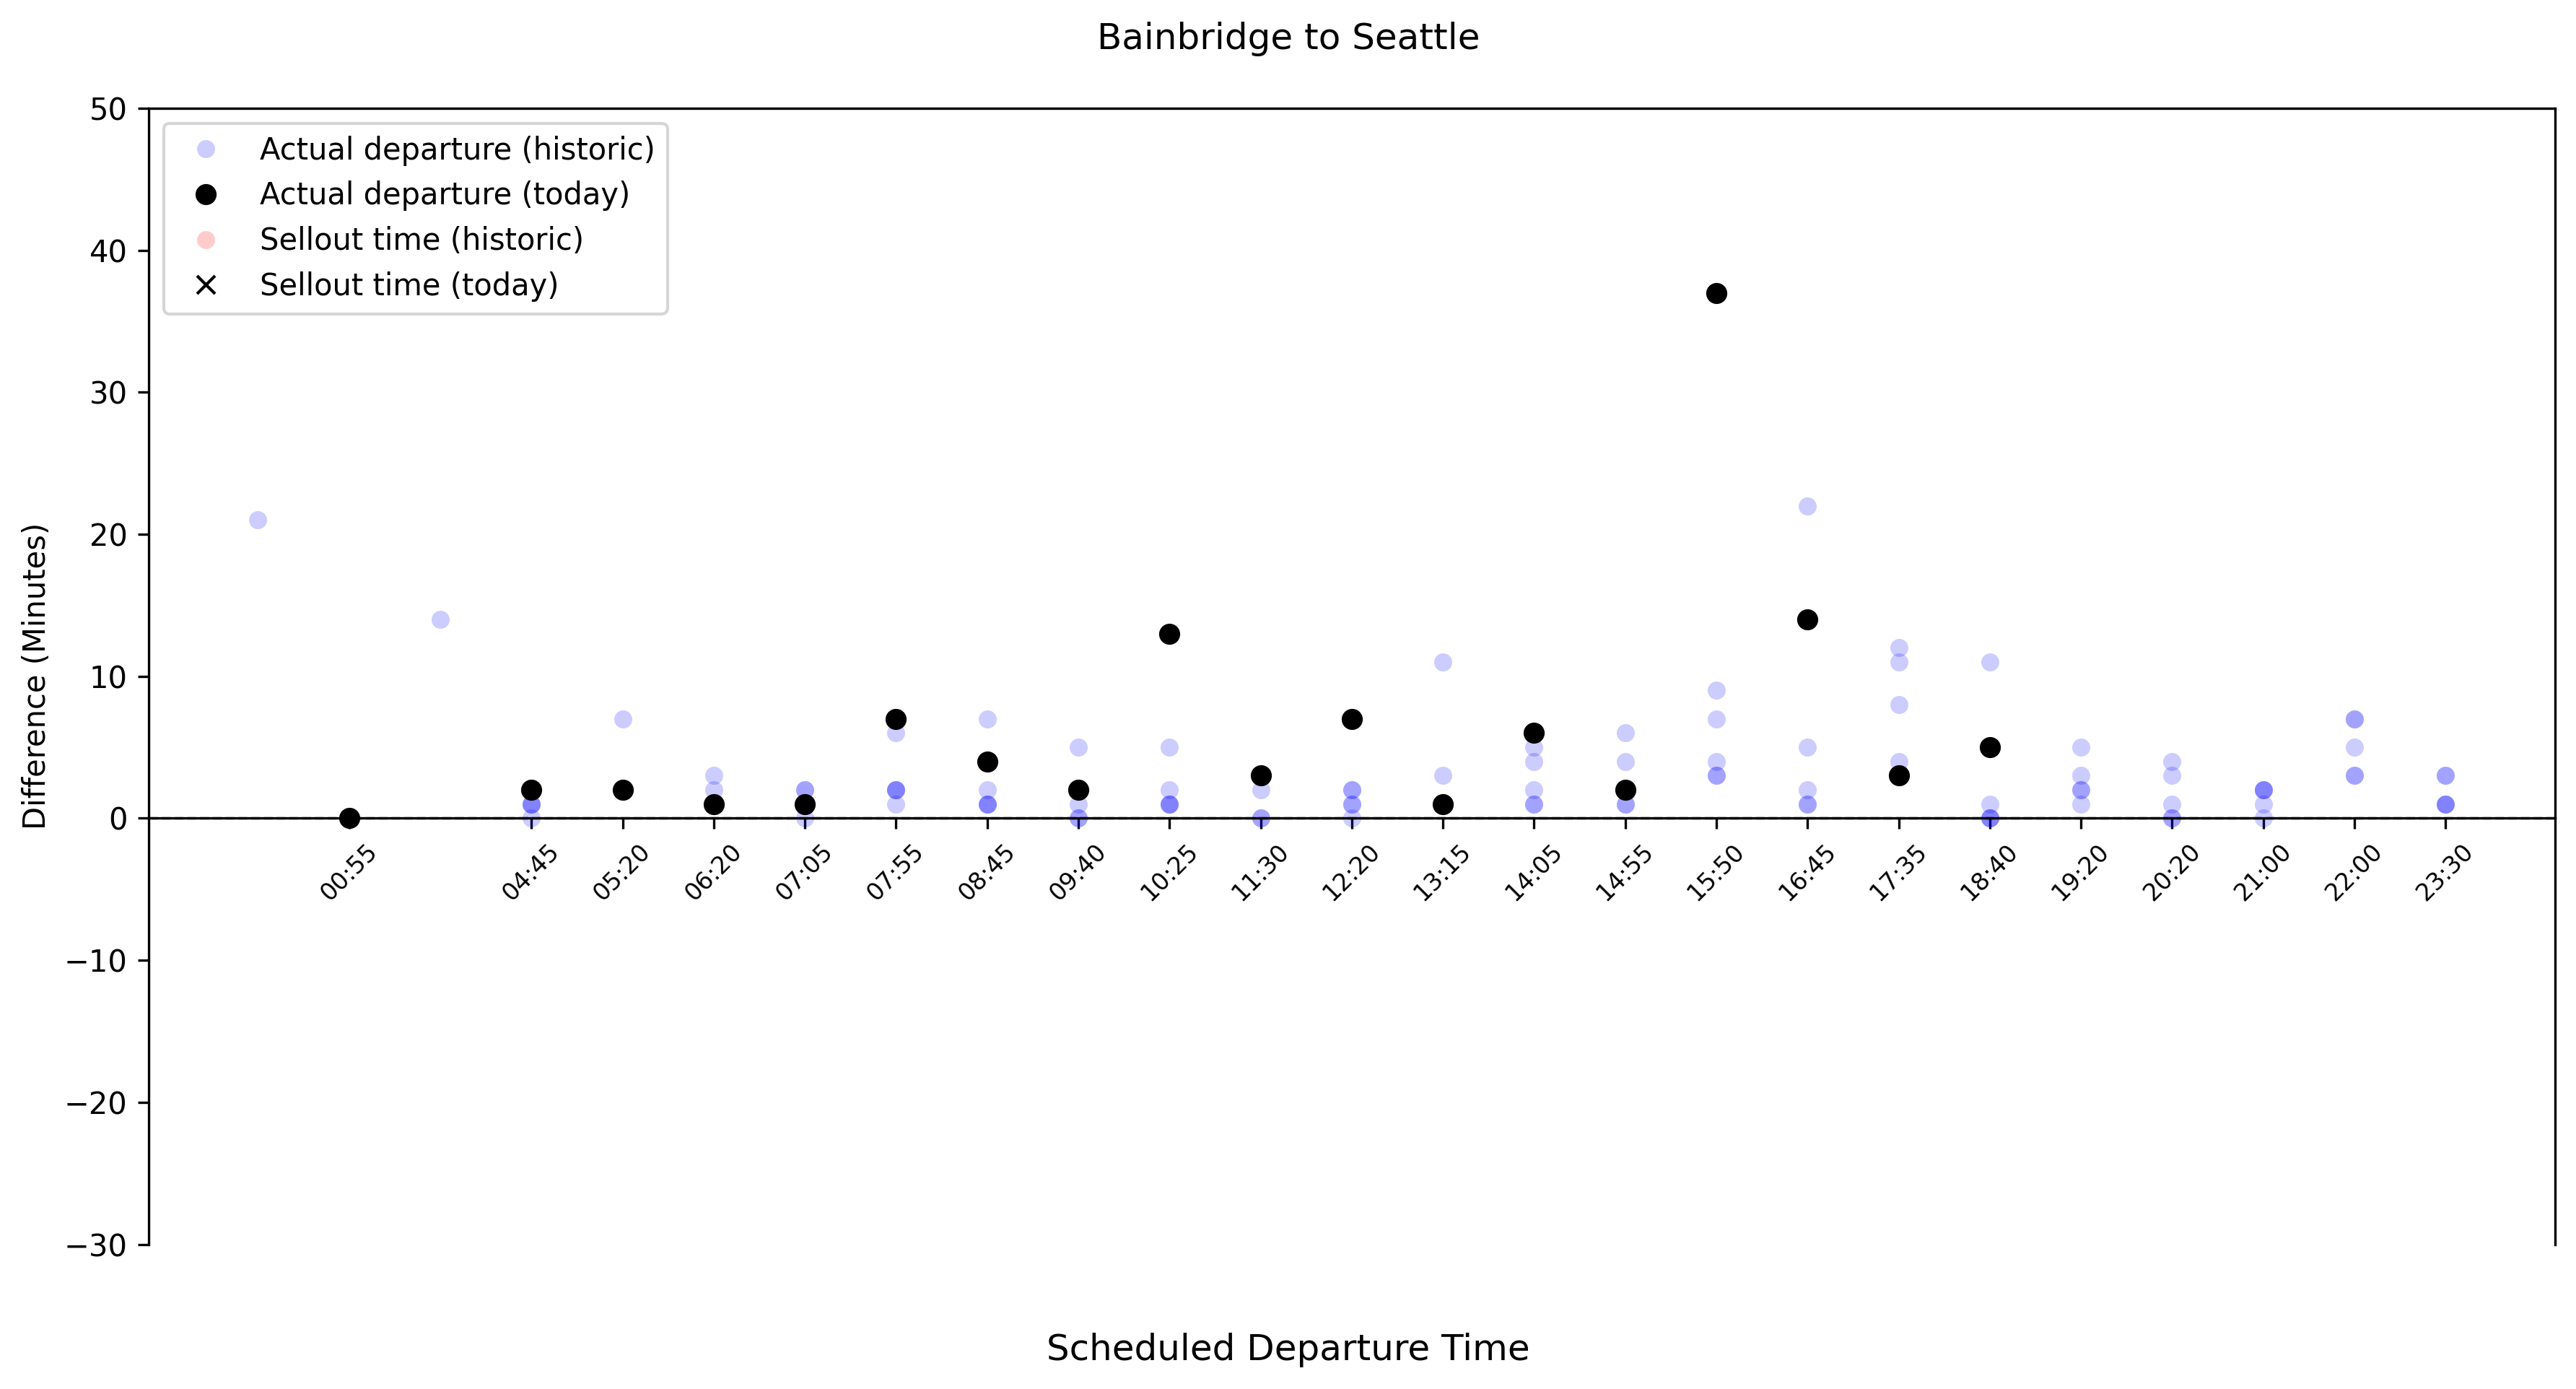 Bainbridge to Seattle
50
Actual departure (historic)
Actual departure (today)
Sellout time (historic)
Sellout time (today)
40
30
20
10
0
−10
−20
−30
Difference (Minutes)
00:55 04:45 05:20 06:20 07:05 07:55 08:45 09:40 10:25 11:30 12:20 13:15 14:05 14:55 15:50 16:45 17:35 18:40 19:20 20:20 21:00 22:00 23:30
Scheduled Departure Time